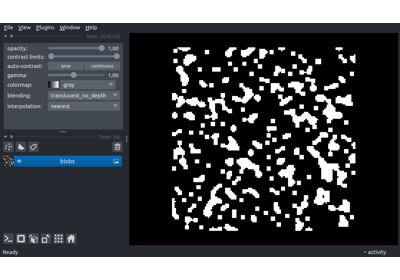 File View Plugins Window Help
layer controls
opacity: 1,00
contrast limits:
auto-contrast: once continuous
gamma: 1,00
colormap: gray
blending: translucent_no_depth
interpolation: nearest
layer list
blobs
Ready activity